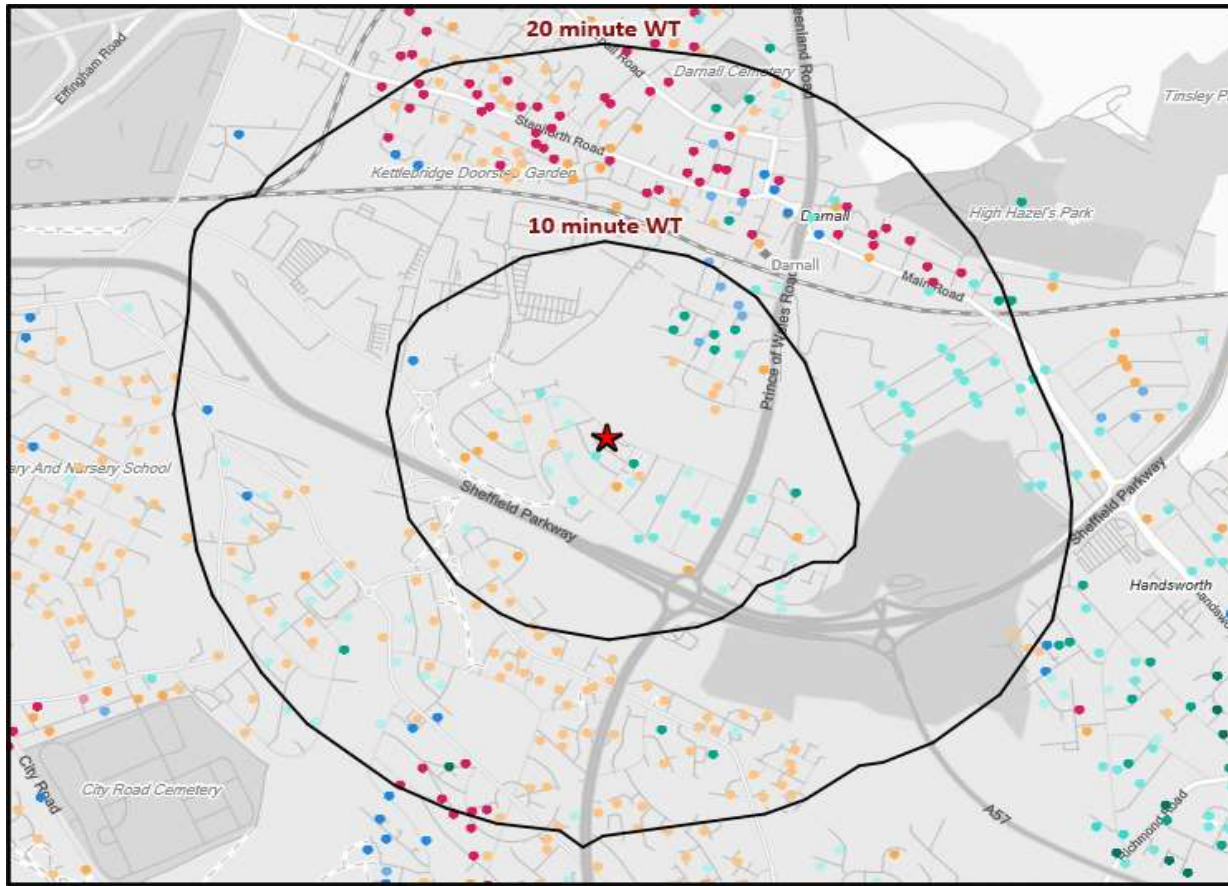 20 minute WT
Effingham Road
Darnall Cemetery
Tinsley P
Staniforth Road
Kettlebridge Doorstep Garden
High Hazel's Park
Darnall
10 minute WT
Darnall
Main Road
Prince of Wales Road
ary And Nursery School
Sheffield Parkway
Sheffield Parkway
Handsworth
City Road
City Road Cemetery
A57
Richmond Road